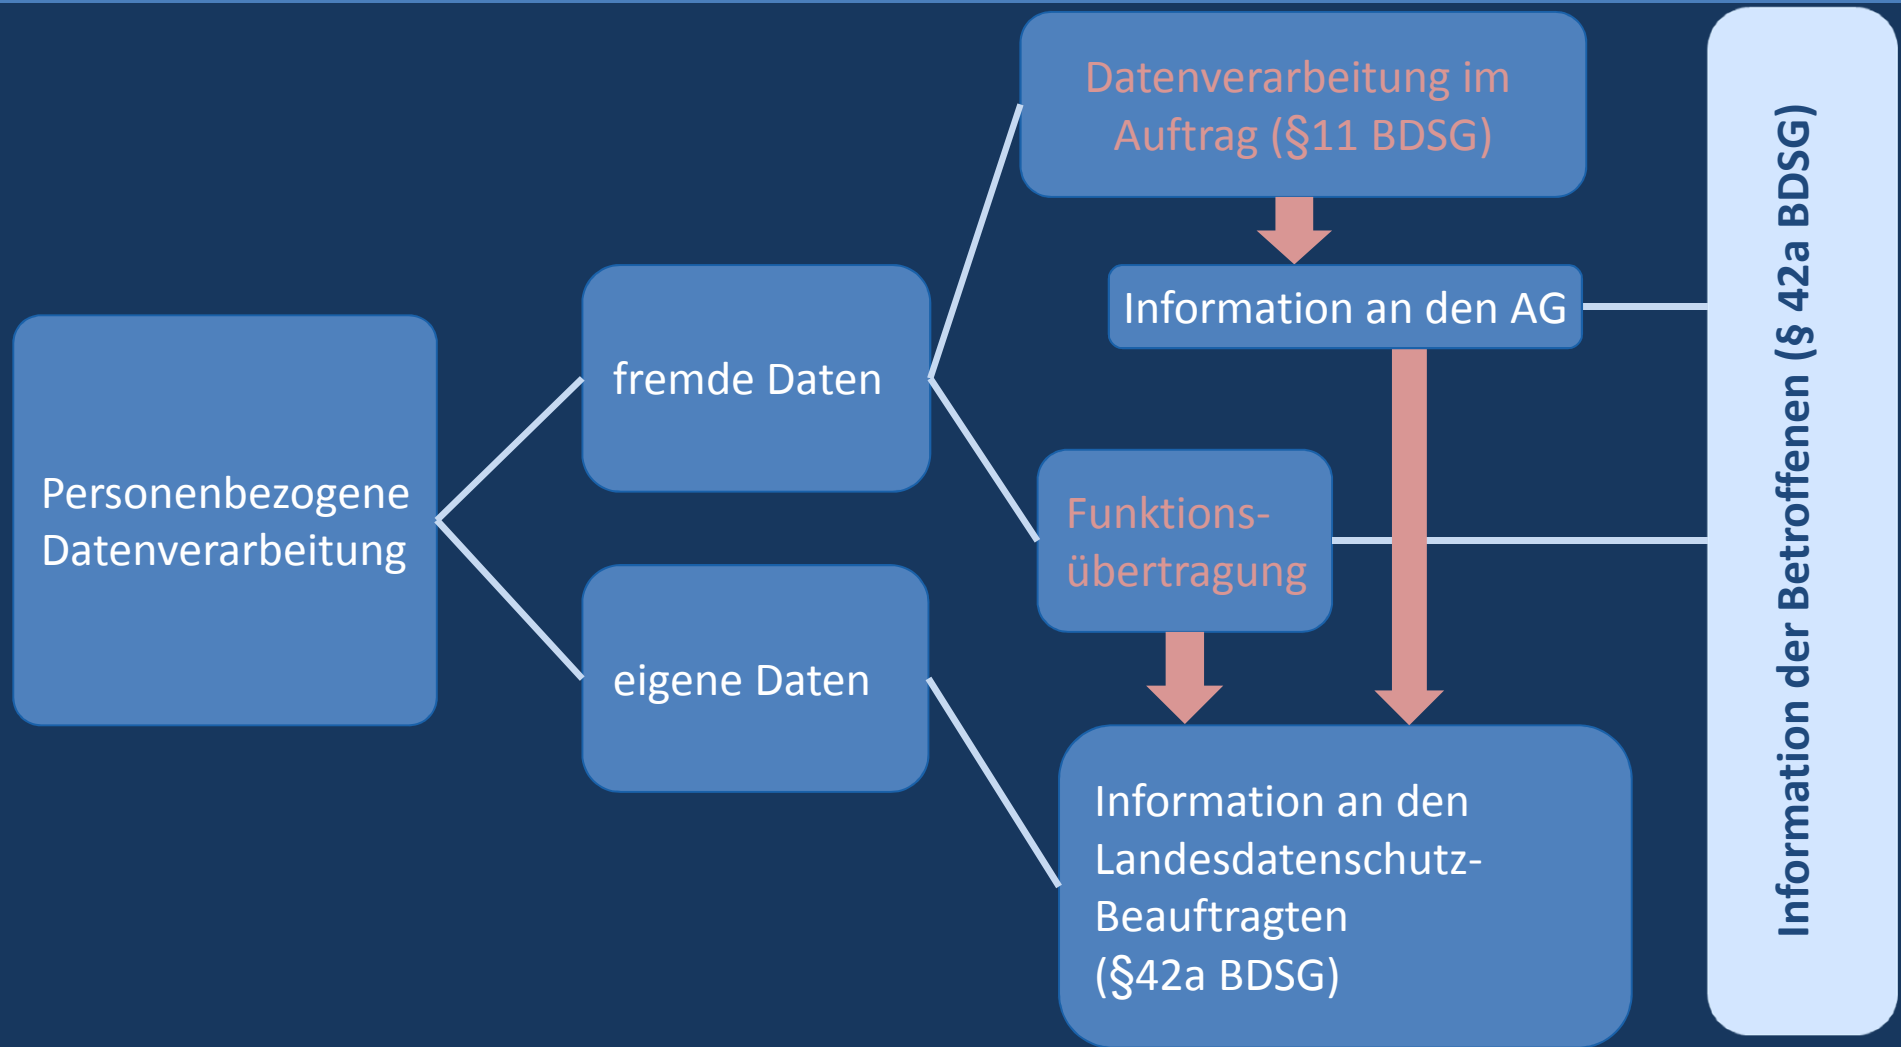 Personenbezogene
Datenverarbeitung
fremde Daten
eigene Daten
Datenverarbeitung im
Auftrag (§11 BDSG)
Information an den AG
Funktions-
übertragung
Information an den
Landesdatenschutz-
Beauftragten
(§42a BDSG)
Information der Betroffenen (§ 42a BDSG)